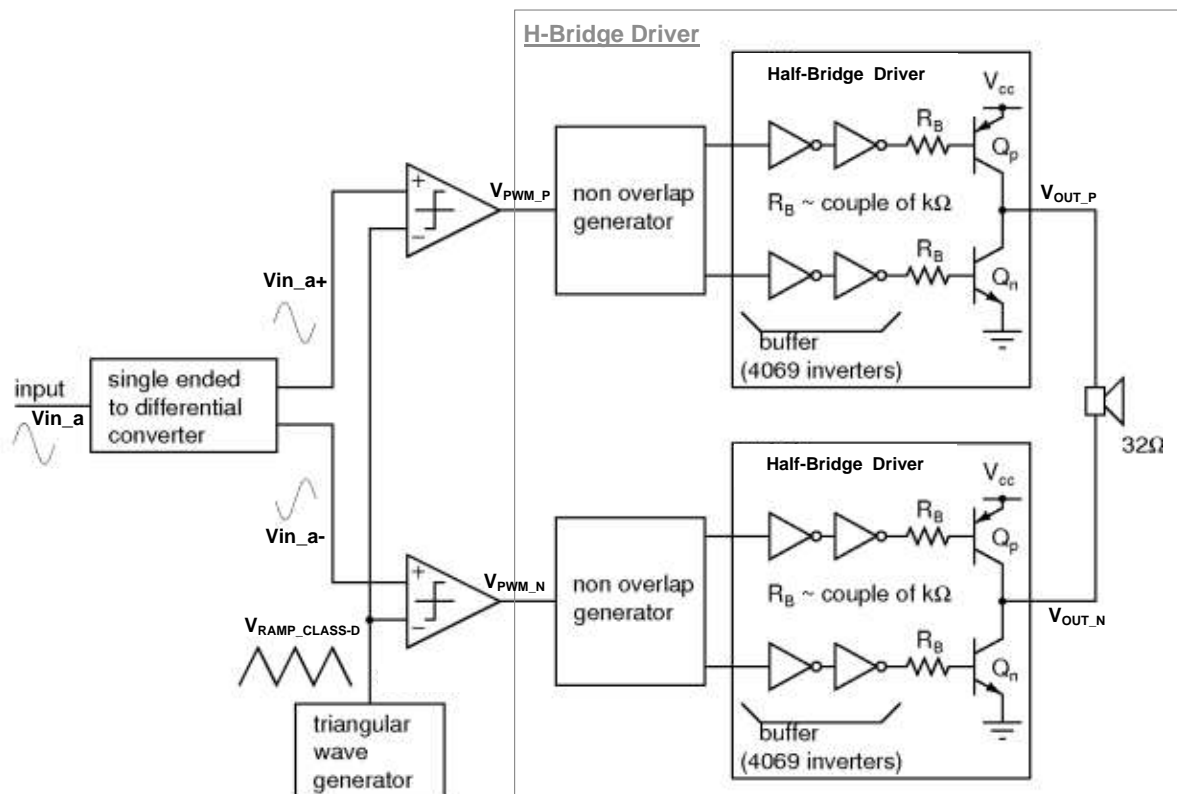 H-Bridge Driver
Half-Bridge Driver
Vcc
RB
Qp
VPWM_P
non overlap
generator
RB ~ couple of kΩ
VOUT_P
+
−
RB
Qn
Vin_a+
buffer
(4069 inverters)
input
Vin_a
single ended
to differential
converter
32Ω
Half-Bridge Driver
Vcc
RB
Qp
Vin_a-
+
−
VPWM_N
non overlap
generator
RB ~ couple of kΩ
VOUT_N
VRAMP_CLASS-D
RB
Qn
triangular
wave
generator
buffer
(4069 inverters)